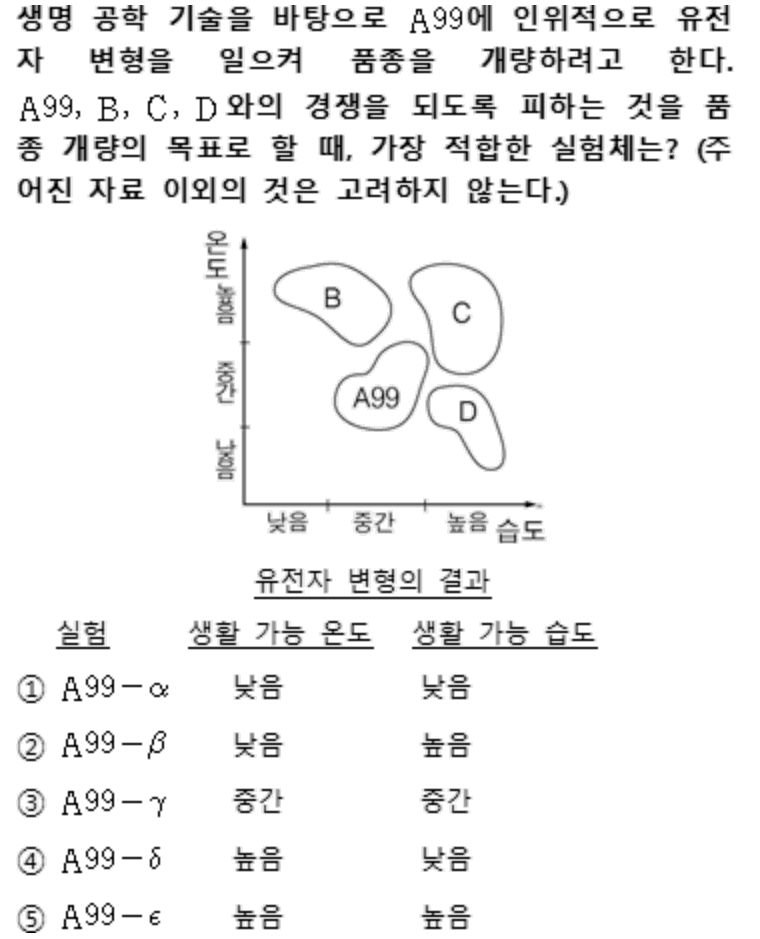 생명 공학 기술을 바탕으로 A99에 인위적으로 유전
자 변형을 일으켜 품종을 개량하려고 한다.
A99, B, C, D와의 경쟁을 되도록 피하는 것을 품
종 개량의 목표로 할 때, 가장 적합한 실험체는? (주
어진 자료 이외의 것은 고려하지 않는다.)
온도
높음
B
C
중간
A99
D
낮음
낮음 중간 높음 습도
유전자 변형의 결과
실험 생활 가능 온도 생활 가능 습도
① A99-α 낮음 낮음
② A99-β 낮음 높음
③ A99-γ 중간 중간
④ A99-δ 높음 낮음
⑤ A99-ϵ 높음 높음